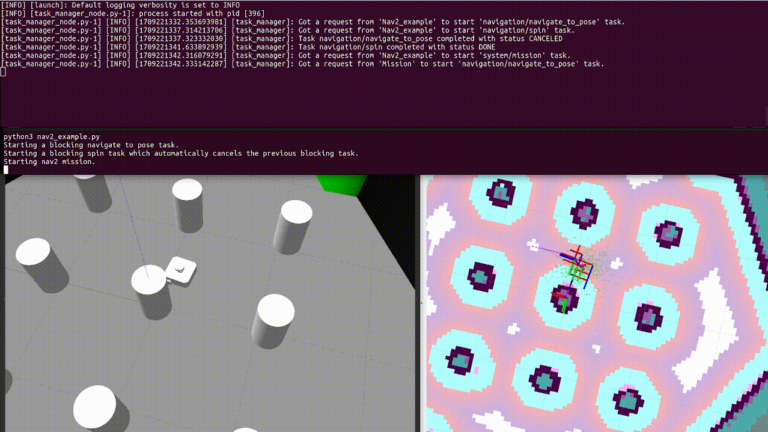 [INFO] [launch]: Default logging verbosity is set to INFO
[INFO] [task_manager_node.py-1]: process started with pid [396]
[task_manager_node.py-1] [INFO] [1709221332.353693981] [task_manager]: Got a request from 'Nav2_example' to start 'navigation/navigate_to_pose' task.
[task_manager_node.py-1] [INFO] [1709221337.314213706] [task_manager]: Got a request from 'Nav2_example' to start 'navigation/spin' task.
[task_manager_node.py-1] [INFO] [1709221337.323332030] [task_manager]: Task navigation/navigate_to_pose completed with status CANCELED
[task_manager_node.py-1] [INFO] [1709221341.633892939] [task_manager]: Task navigation/spin completed with status DONE
[task_manager_node.py-1] [INFO] [1709221342.316079291] [task_manager]: Got a request from 'Nav2_example' to start 'system/mission' task.
[task_manager_node.py-1] [INFO] [1709221342.335142287] [task_manager]: Got a request from 'Mission' to start 'navigation/navigate_to_pose' task.
python3 nav2_example.py
Starting a blocking navigate to pose task.
Starting a blocking spin task which automatically cancels the previous blocking task.
Starting nav2 mission.